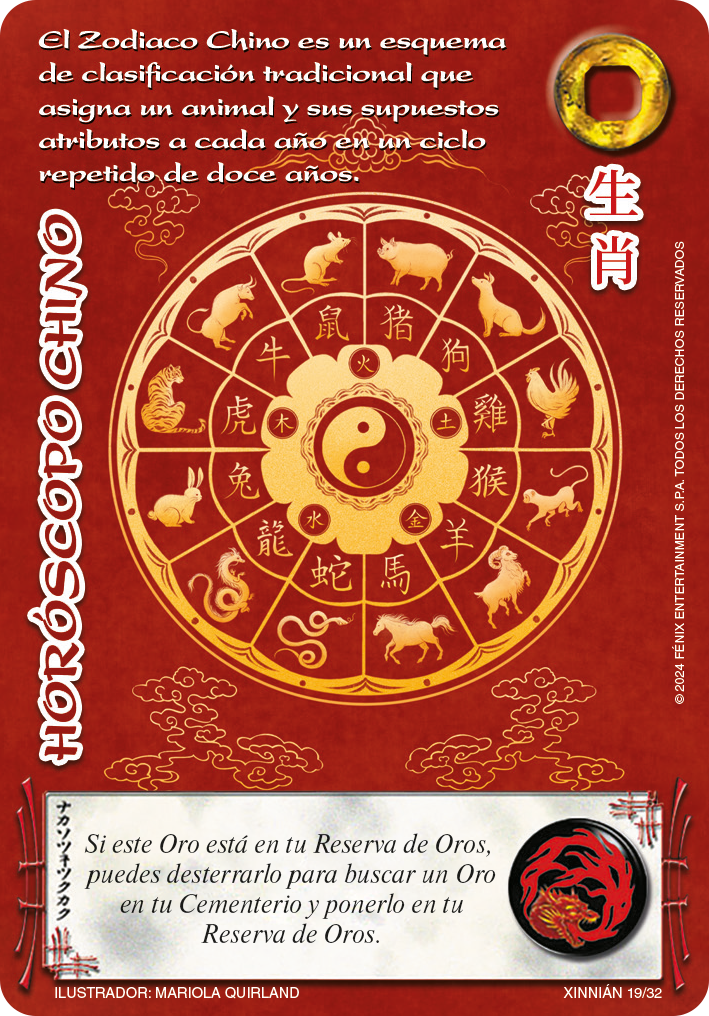 El Zodiaco Chino es un esquema
de clasificación tradicional que
asigna un animal y sus supuestos
atributos a cada año en un ciclo
repetido de doce años.
生肖
HORÓSCOPO CHINO
鼠
猪
狗
雞
猴
羊
馬
蛇
龍
兔
虎
牛
火
土
金
水
木
©2024 FÉNIX ENTERTAINMENT S.P.A. TODOS LOS DERECHOS RESERVADOS
ナカソツネツクカク
Si este Oro está en tu Reserva de Oros,
puedes desterrarlo para buscar un Oro
en tu Cementerio y ponerlo en tu
Reserva de Oros.
ILUSTRADOR: MARIOLA QUIRLAND
XINNIÁN 19/32